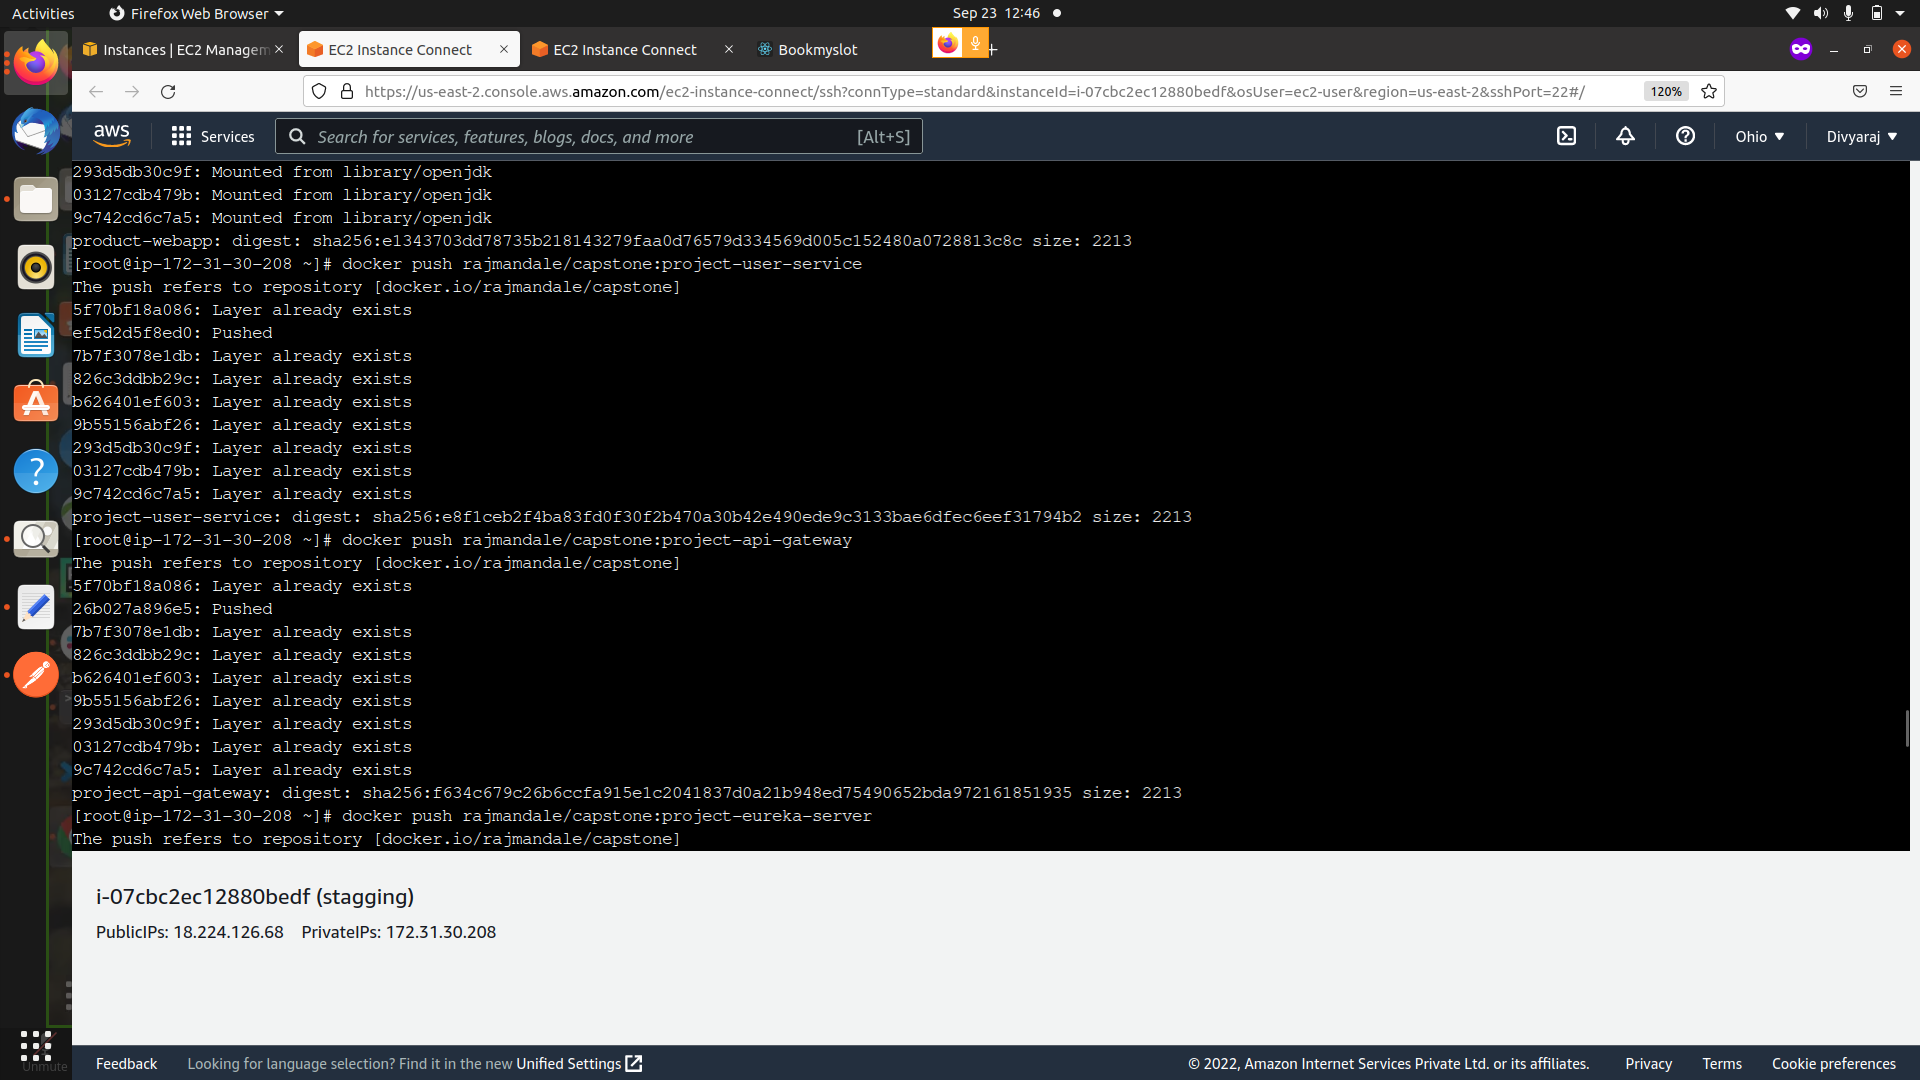 Activities
Firefox Web Browser
Sep 23 12:46
Instances | EC2 Managem
EC2 Instance Connect
EC2 Instance Connect
Bookmyslot
https://us-east-2.console.aws.amazon.com/ec2-instance-connect/ssh?connType=standard&instanceId=i-07cbc2ec12880bedf&osUser=ec2-user&region=us-east-2&sshPort=22#/
120%
aws
Services
Search for services, features, blogs, docs, and more
[Alt+S]
Ohio
Divyaraj
293d5db30c9f: Mounted from library/openjdk
03127cdb479b: Mounted from library/openjdk
9c742cd6c7a5: Mounted from library/openjdk
product-webapp: digest: sha256:e1343703dd78735b218143279faa0d76579d334569d005c152480a0728813c8c size: 2213
[root@ip-172-31-30-208 ~]# docker push rajmandale/capstone:project-user-service
The push refers to repository [docker.io/rajmandale/capstone]
5f70bf18a086: Layer already exists
ef5d2d5f8ed0: Pushed
7b7f3078e1db: Layer already exists
826c3ddbb29c: Layer already exists
b626401ef603: Layer already exists
9b55156abf26: Layer already exists
293d5db30c9f: Layer already exists
03127cdb479b: Layer already exists
9c742cd6c7a5: Layer already exists
project-user-service: digest: sha256:e8f1ceb2f4ba83fd0f30f2b470a30b42e490ede9c3133bae6dfec6eef31794b2 size: 2213
[root@ip-172-31-30-208 ~]# docker push rajmandale/capstone:project-api-gateway
The push refers to repository [docker.io/rajmandale/capstone]
5f70bf18a086: Layer already exists
26b027a896e5: Pushed
7b7f3078e1db: Layer already exists
826c3ddbb29c: Layer already exists
b626401ef603: Layer already exists
9b55156abf26: Layer already exists
293d5db30c9f: Layer already exists
03127cdb479b: Layer already exists
9c742cd6c7a5: Layer already exists
project-api-gateway: digest: sha256:f634c679c26b6ccfa915e1c2041837d0a21b948ed75490652bda972161851935 size: 2213
[root@ip-172-31-30-208 ~]# docker push rajmandale/capstone:project-eureka-server
The push refers to repository [docker.io/rajmandale/capstone]
i-07cbc2ec12880bedf (stagging)
PublicIPs: 18.224.126.68 PrivateIPs: 172.31.30.208
Unmute
Feedback
Looking for language selection? Find it in the new Unified Settings
© 2022, Amazon Internet Services Private Ltd. or its affiliates.
Privacy
Terms
Cookie preferences